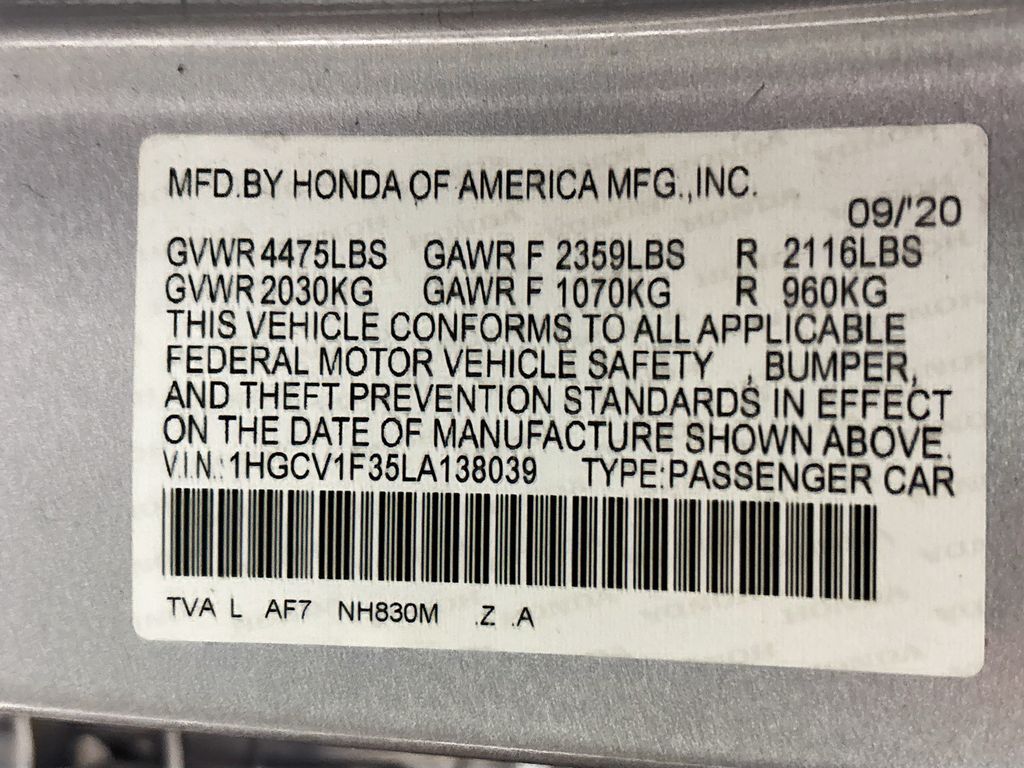 MFD.BY HONDA OF AMERICA MFG.,INC.
09/'20
GVWR 4475LBS GAWR F 2359LBS R 2116LBS
GVWR 2030KG GAWR F 1070KG R 960KG
THIS VEHICLE CONFORMS TO ALL APPLICABLE
FEDERAL MOTOR VEHICLE SAFETY , BUMPER,
AND THEFT PREVENTION STANDARDS IN EFFECT
ON THE DATE OF MANUFACTURE SHOWN ABOVE.
V.I.N.:1HGCV1F35LA138039 TYPE:PASSENGER CAR
TVA L AF7 NH830M .Z .A